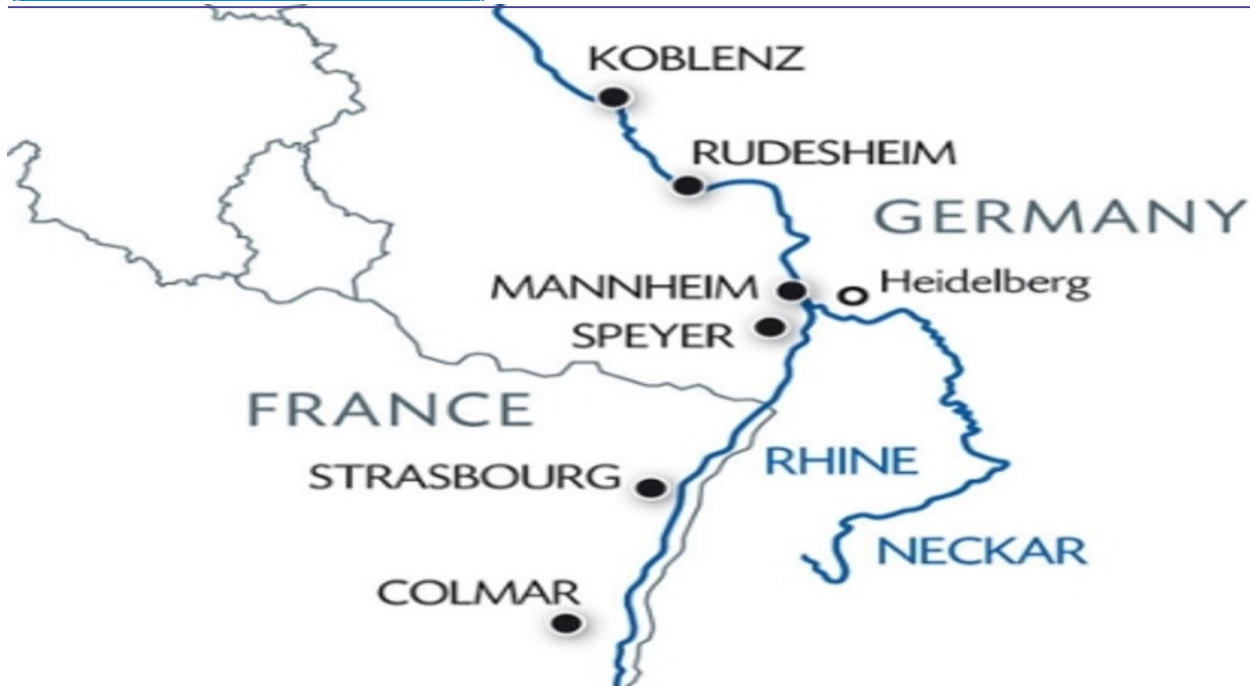 KOBLENZ
RUDESHEIM
GERMANY
MANNHEIM
Heidelberg
SPEYER
FRANCE
STRASBOURG
RHINE
NECKAR
COLMAR